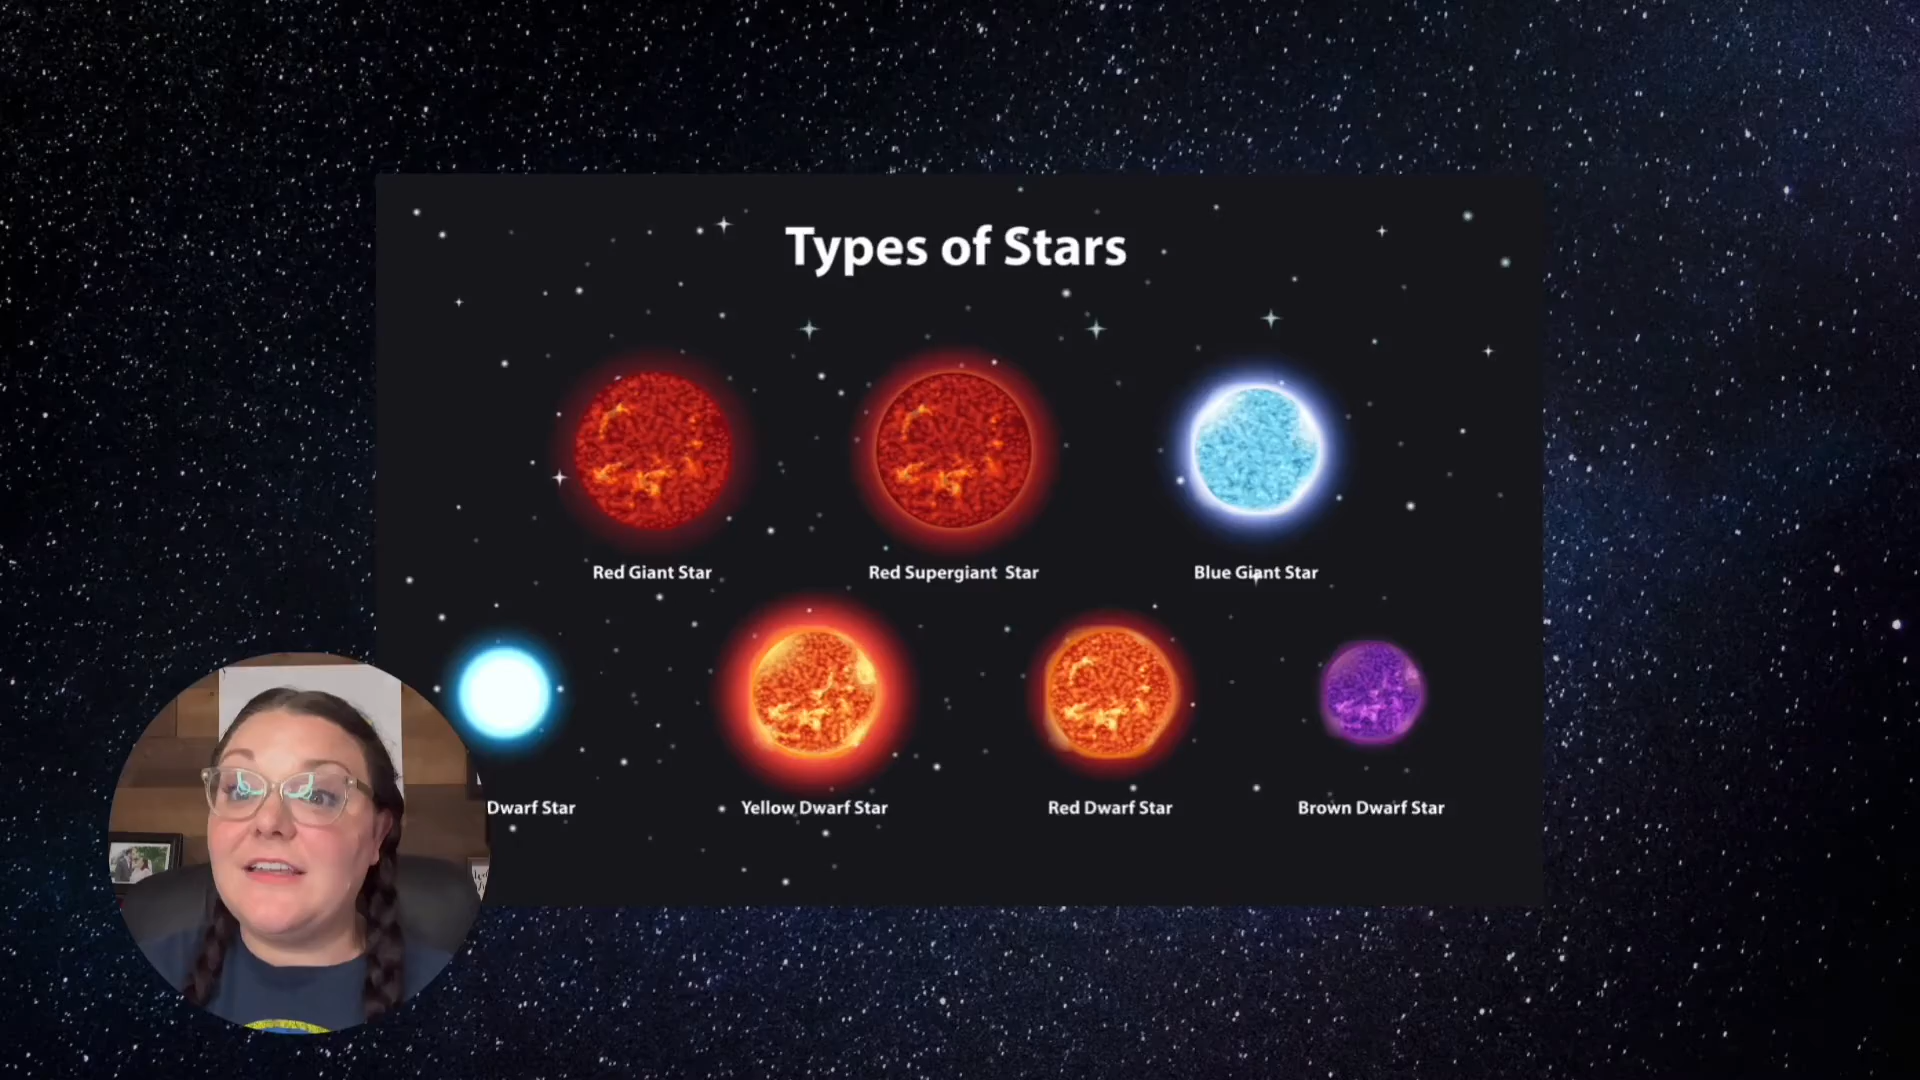 Types of Stars
Red Giant Star
Red Supergiant Star
Blue Giant Star
Dwarf Star
Yellow Dwarf Star
Red Dwarf Star
Brown Dwarf Star